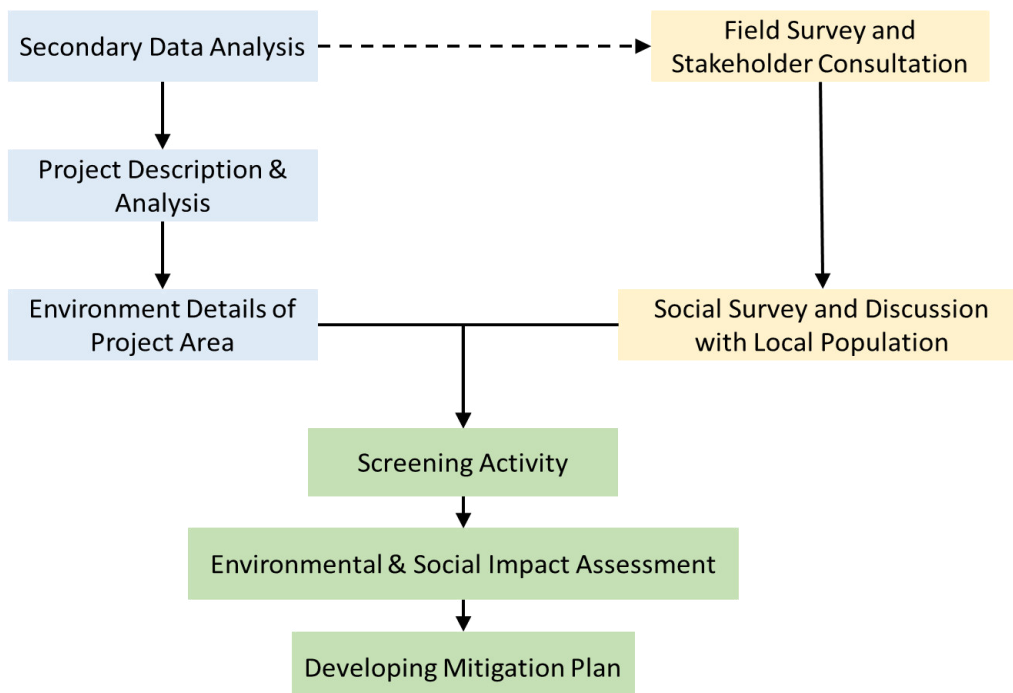 Secondary Data Analysis
Field Survey and
Stakeholder Consultation
Project Description &
Analysis
Environment Details of
Project Area
Social Survey and Discussion
with Local Population
Screening Activity
Environmental & Social Impact Assessment
Developing Mitigation Plan